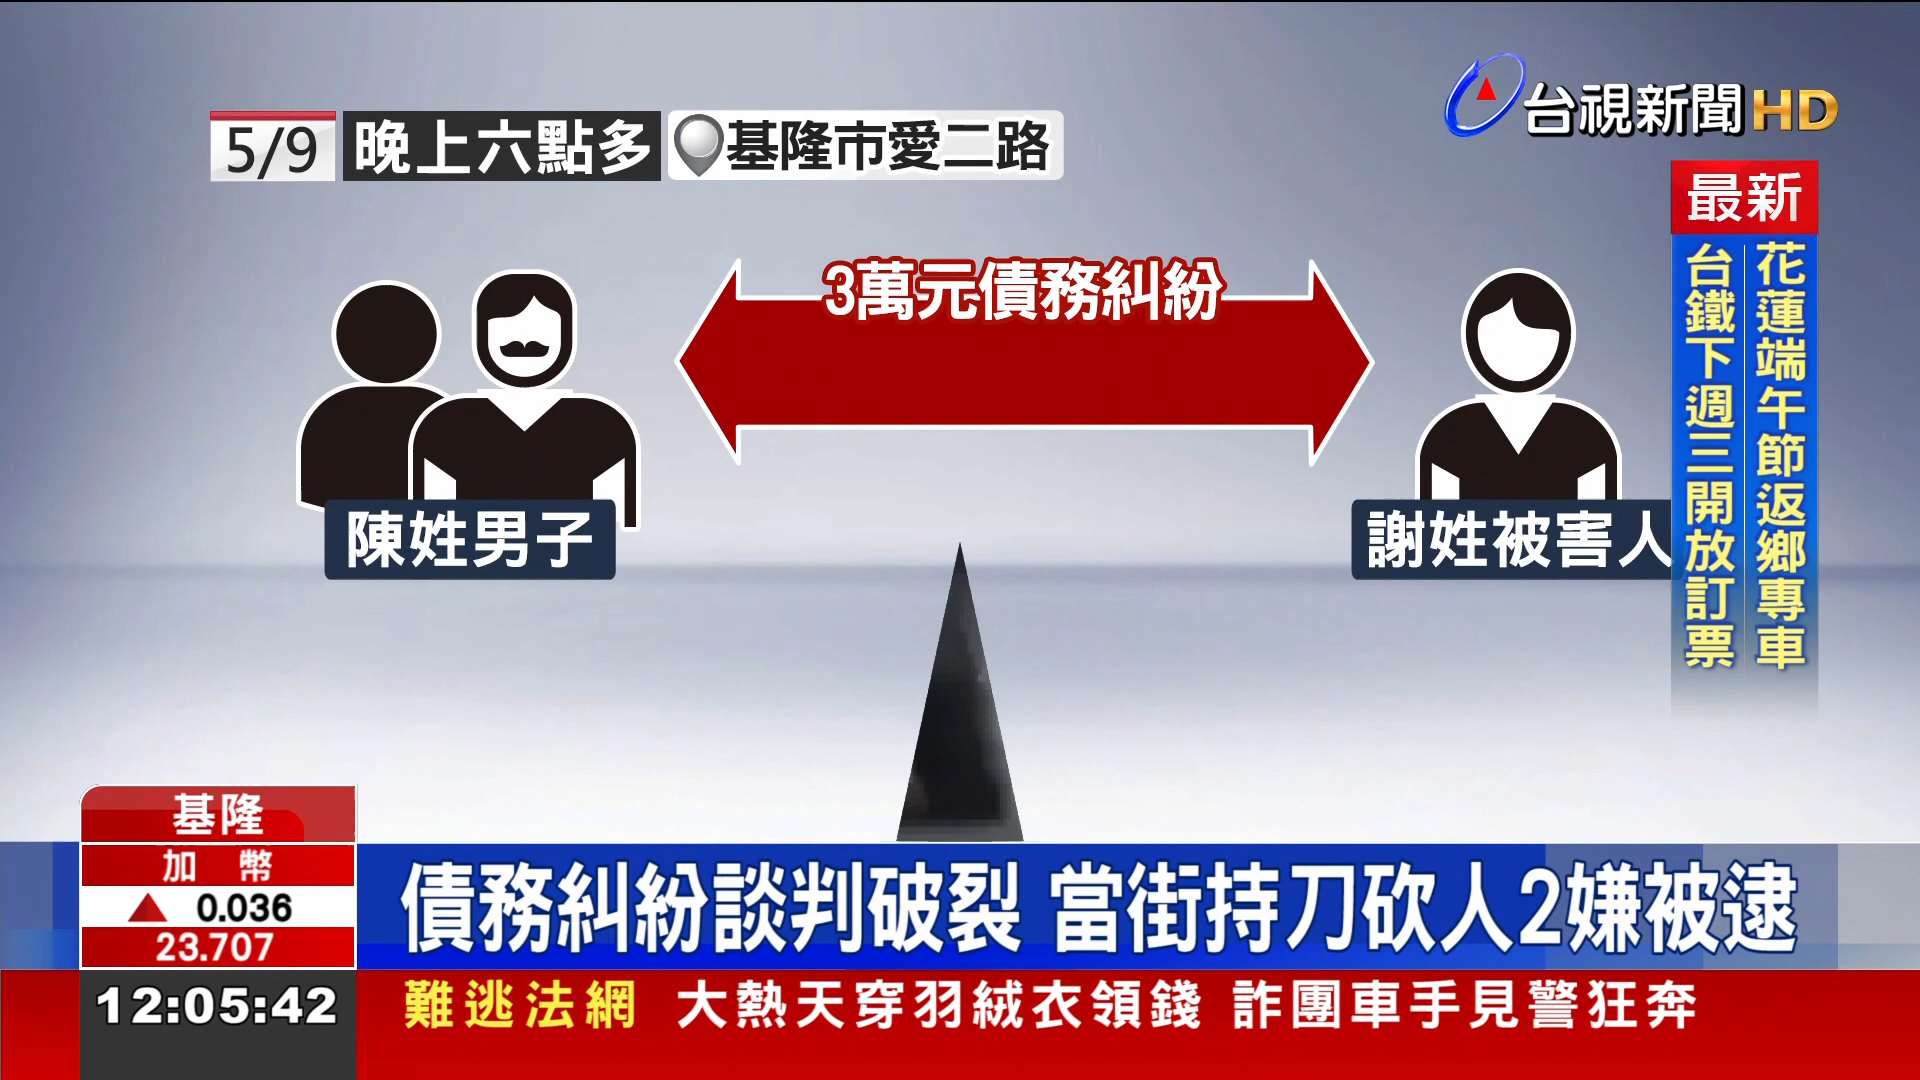 5/9 晚上六點多 基隆市愛二路
台視新聞HD
最新
花蓮端午節返鄉專車
台鐵下週三開放訂票
3萬元債務糾紛
陳姓男子
謝姓被害人
基隆
加 幣
▲ 0.036
23.707
債務糾紛談判破裂 當街持刀砍人2嫌被逮
12:05:42
難逃法網 大熱天穿羽絨衣領錢 詐團車手見警狂奔